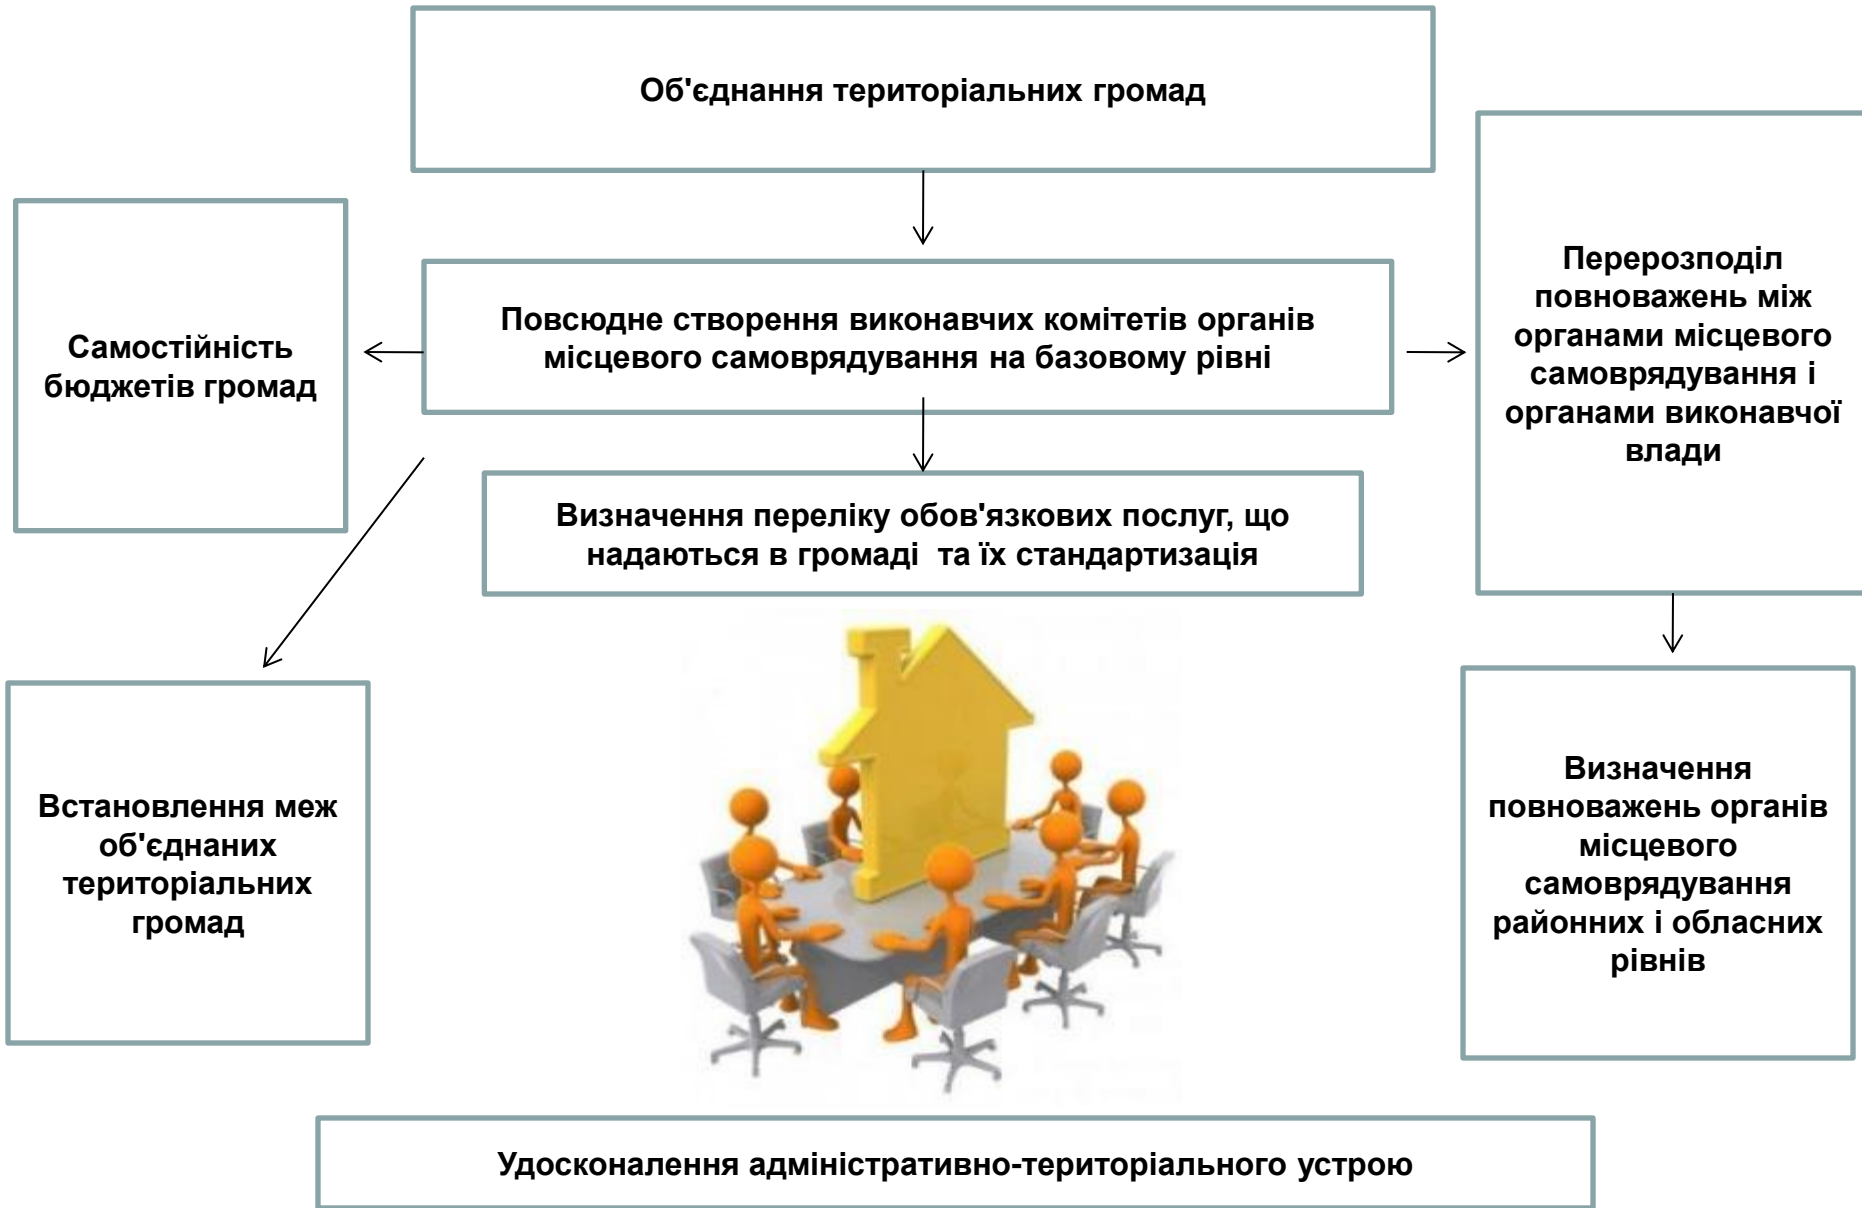 Об'єднання територіальних громад
Повсюдне створення виконавчих комітетів органів
місцевого самоврядування на базовому рівні
Самостійність
бюджетів громад
Перерозподіл
повноважень між
органами місцевого
самоврядування і
органами виконавчої
влади
Визначення переліку обов'язкових послуг, що
надаються в громаді  та їх стандартизація
Встановлення меж
об'єднаних
територіальних
громад
Визначення
повноважень органів
місцевого
самоврядування
районних і обласних
рівнів
Удосконалення адміністративно-територіального устрою